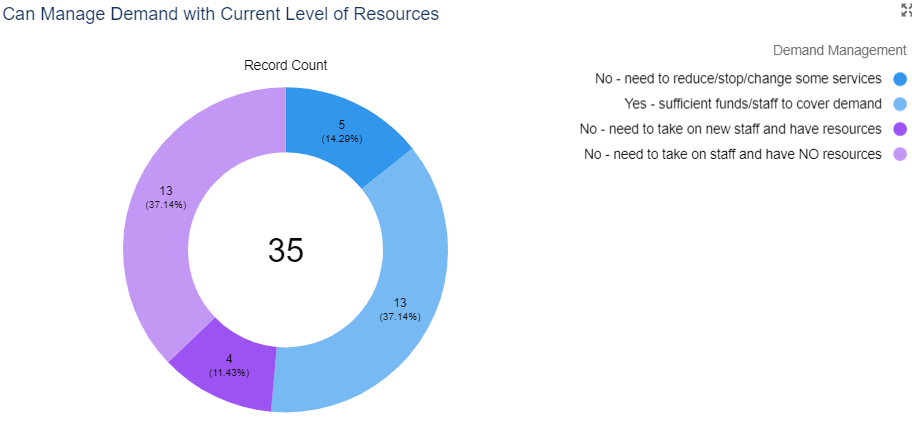 Can Manage Demand with Current Level of Resources
Record Count
5
(14.29%)
13
(37.14%)
4
(11.43%)
13
(37.14%)
35
Demand Management
No - need to reduce/stop/change some services
Yes - sufficient funds/staff to cover demand
No - need to take on new staff and have resources
No - need to take on staff and have NO resources